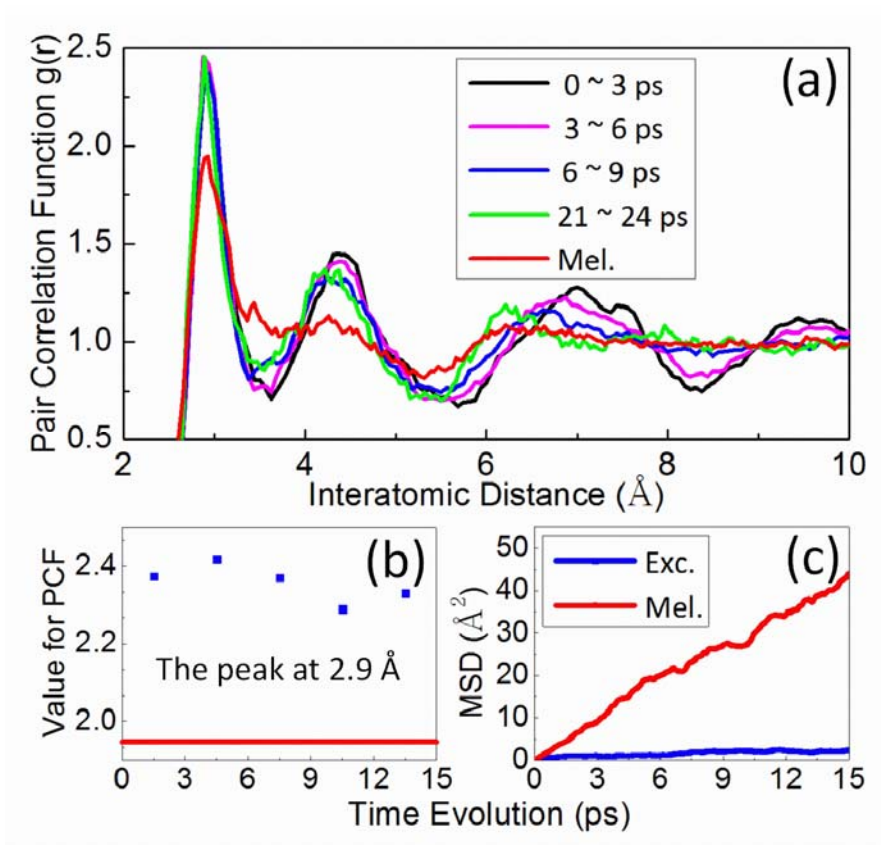 (a)
Pair Correlation Function g(r)
2.5
2.0
1.5
1.0
0.5
0 ~ 3 ps
3 ~ 6 ps
6 ~ 9 ps
21 ~ 24 ps
Mel.
2 4 6 8 10
Interatomic Distance (Å)
(b)
Value for PCF
2.4
2.2
2.0
The peak at 2.9 Å
0 3 6 9 12 15
(c)
MSD (Å²)
50
40
30
20
10
0
Exc.
Mel.
0 3 6 9 12 15
Time Evolution (ps)